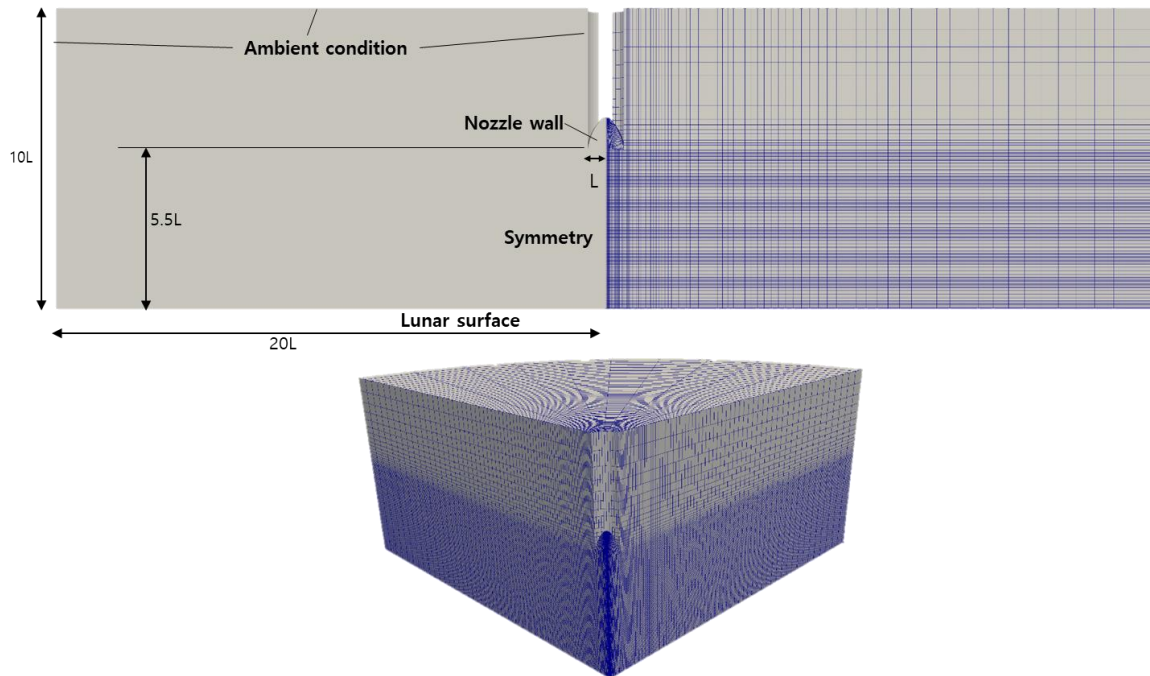 Ambient condition
Nozzle wall
10L
L
5.5L
Symmetry
Lunar surface
20L